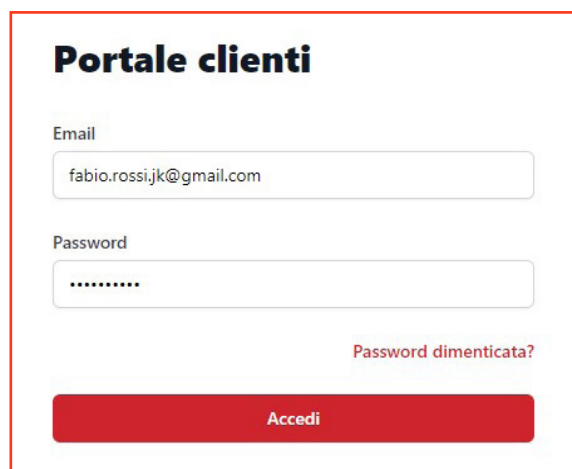 Portale clienti
Email
fabio.rossi.jk@gmail.com
Password
••••••••••
Password dimenticata?
Accedi